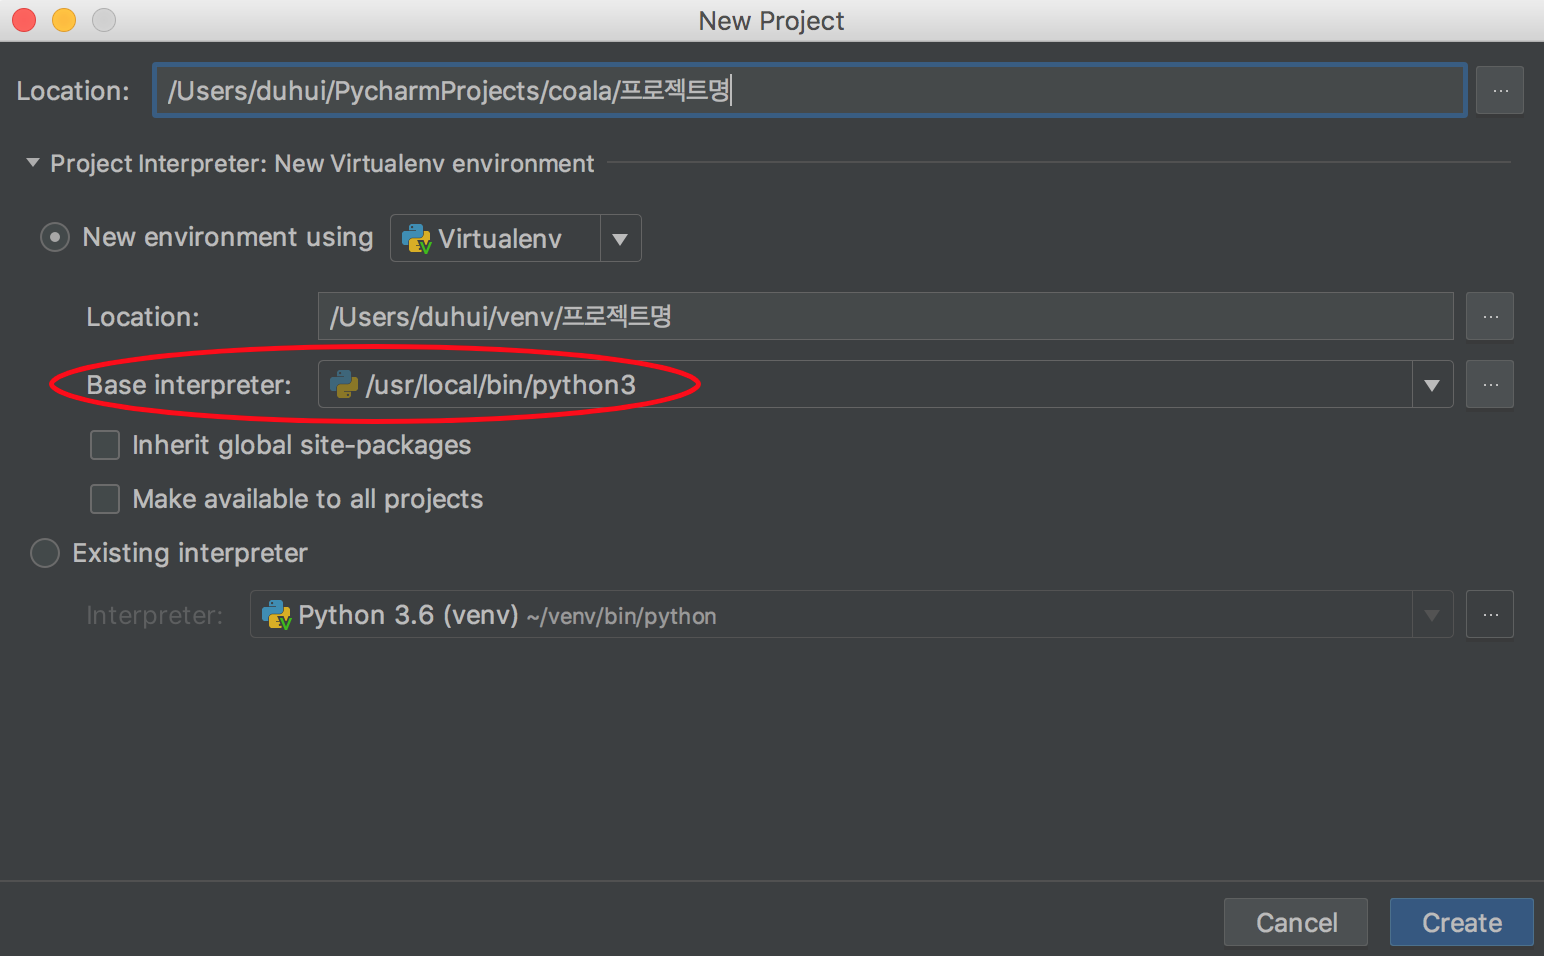 New Project
Location: /Users/duhui/PycharmProjects/coala/프로젝트명 ...
Project Interpreter: New Virtualenv environment
New environment using Virtualenv
Location: /Users/duhui/venv/프로젝트명 ...
Base interpreter: /usr/local/bin/python3 ...
Inherit global site-packages
Make available to all projects
Existing interpreter
Interpreter: Python 3.6 (venv) ~/venv/bin/python ...
Cancel Create